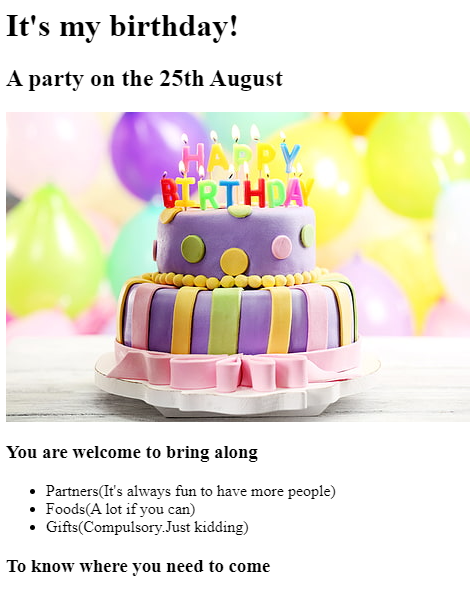 It's my birthday!
A party on the 25th August
HAPPY
BIRTHDAY
You are welcome to bring along
Partners(It's always fun to have more people)
Foods(A lot if you can)
Gifts(Compulsory.Just kidding)
To know where you need to come